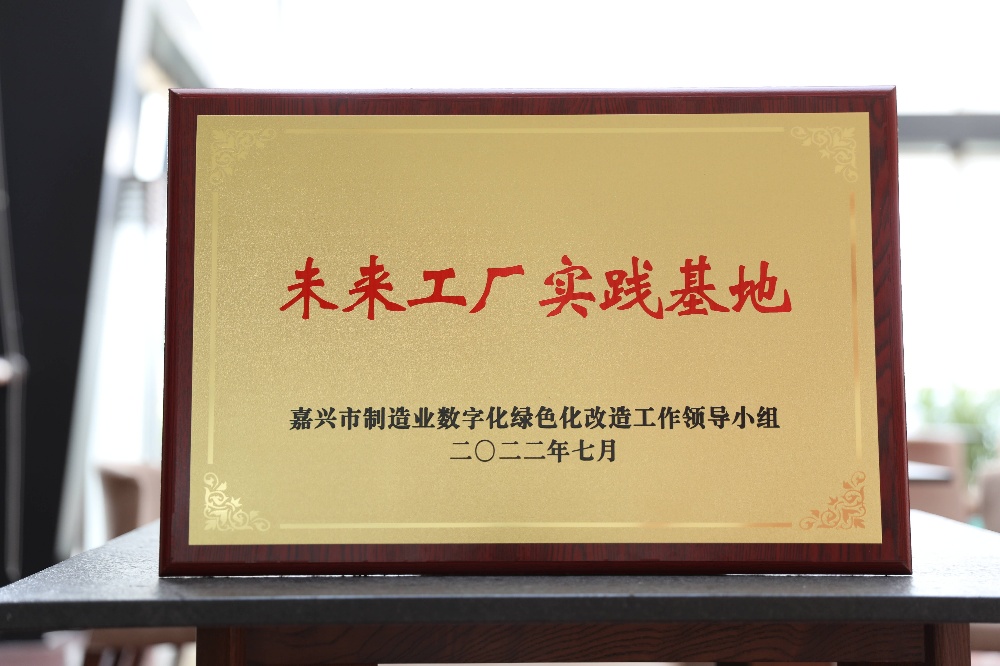 未来工厂实践基地
嘉兴市制造业数字化绿色化改造工作领导小组
二〇二二年七月